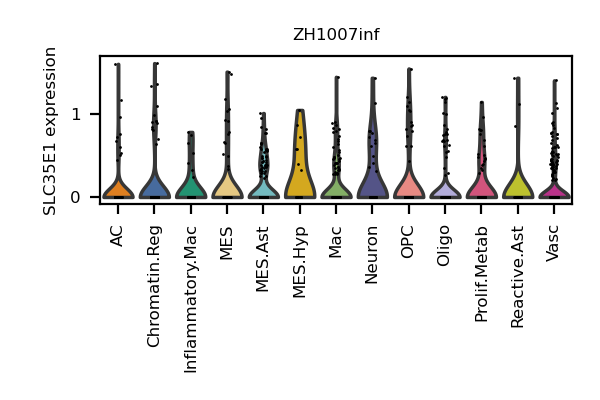 ZH1007inf
SLC35E1 expression
1
0
AC
Chromatin.Reg
Inflammatory.Mac
MES
MES.Ast
MES.Hyp
Mac
Neuron
OPC
Oligo
Prolif.Metab
Reactive.Ast
Vasc